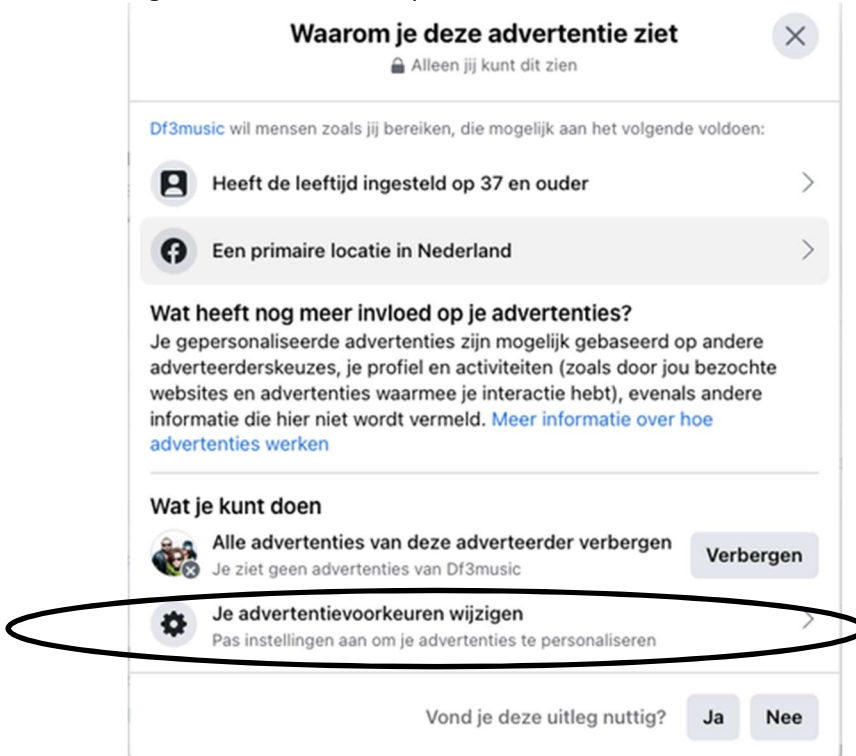 Waarom je deze advertentie ziet
Alleen jij kunt dit zien
Df3music wil mensen zoals jij bereiken, die mogelijk aan het volgende voldoen:
Heeft de leeftijd ingesteld op 37 en ouder
Een primaire locatie in Nederland
Wat heeft nog meer invloed op je advertenties?
Je gepersonaliseerde advertenties zijn mogelijk gebaseerd op andere
adverteerderskeuzes, je profiel en activiteiten (zoals door jou bezochte
websites en advertenties waarmee je interactie hebt), evenals andere
informatie die hier niet wordt vermeld. Meer informatie over hoe
advertenties werken
Wat je kunt doen
Alle advertenties van deze adverteerder verbergen
Je ziet geen advertenties van Df3music
Verbergen
Je advertentievoorkeuren wijzigen
Pas instellingen aan om je advertenties te personaliseren
Vond je deze uitleg nuttig? Ja Nee